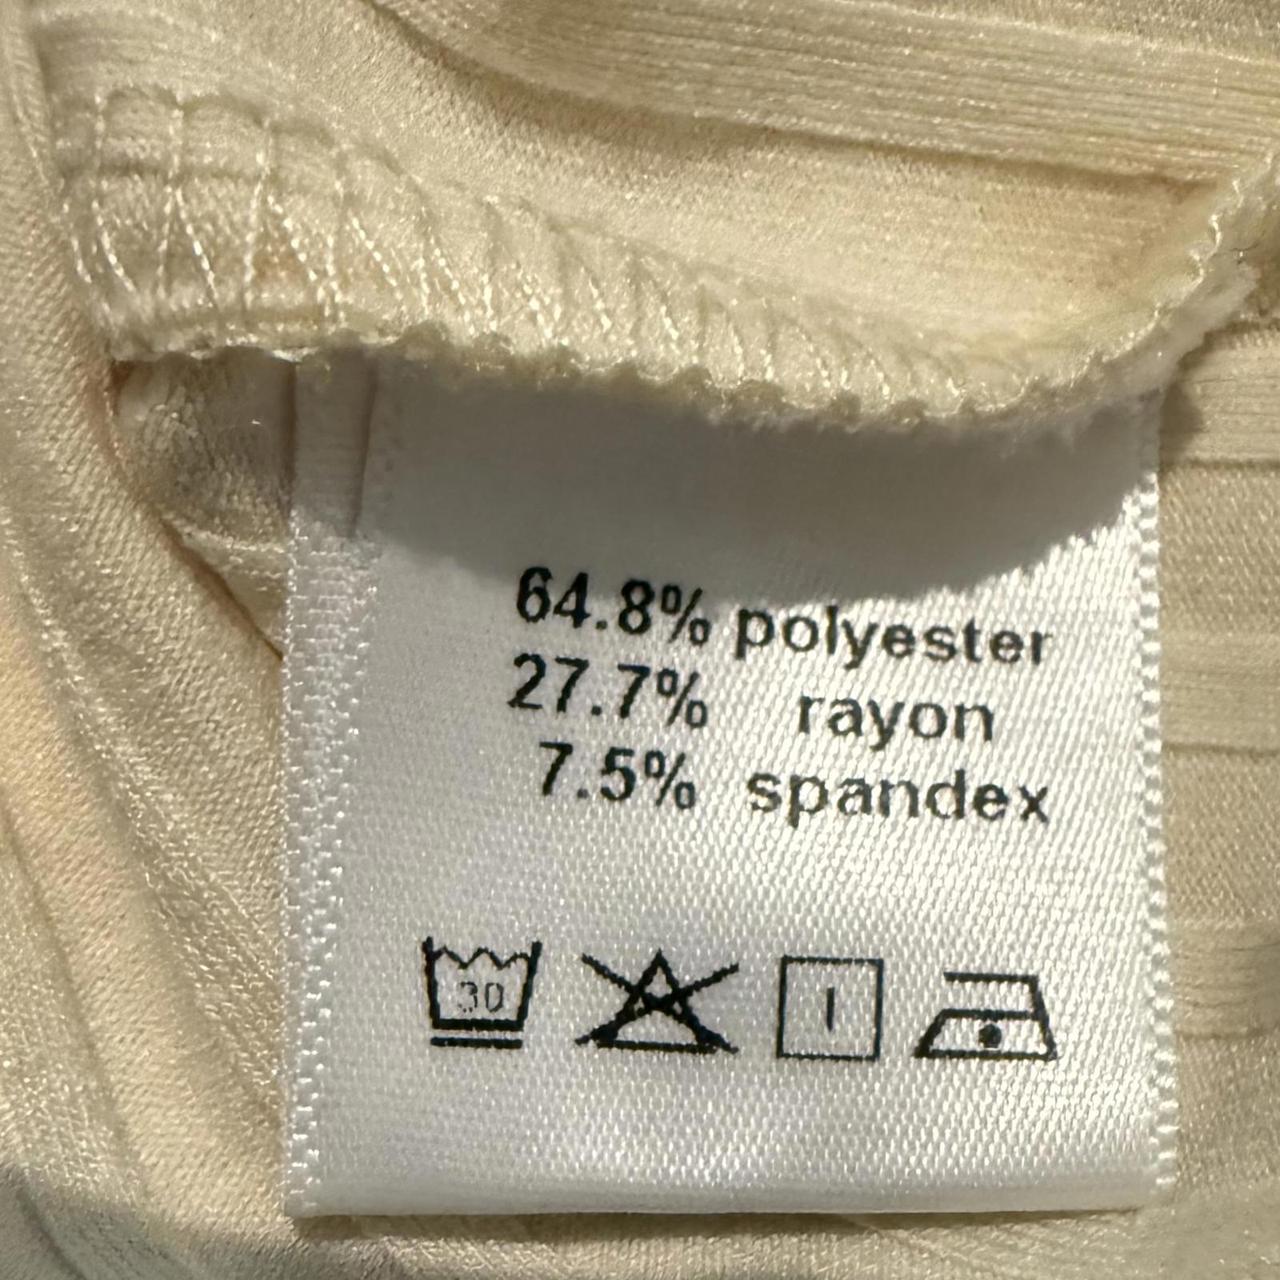 64.8% polyester
27.7% rayon
7.5% spandex
30